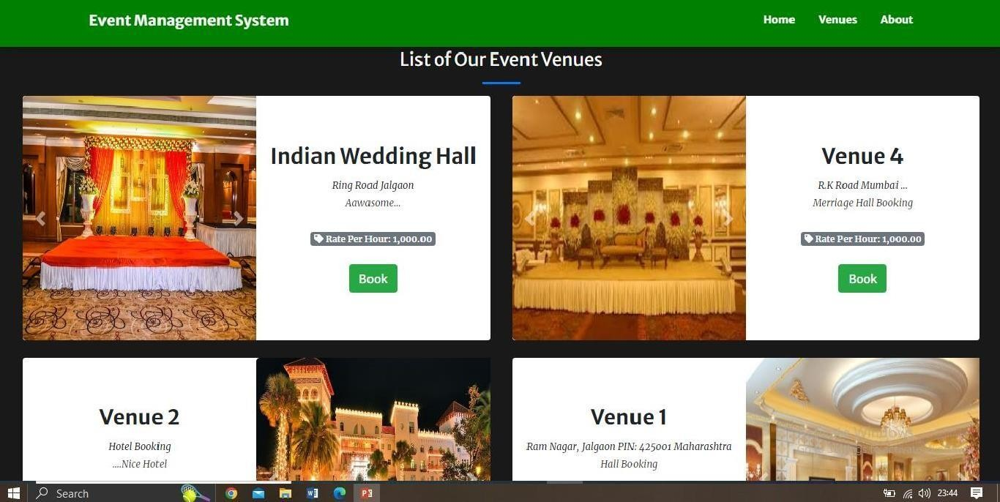 Event Management System
Home Venues About
List of Our Event Venues
Indian Wedding Hall
Ring Road Jalgaon
Aawasome...
Rate Per Hour: 1,000.00
Book
Venue 4
R.K Road Mumbai ...
Merriage Hall Booking
Rate Per Hour: 1,000.00
Book
Venue 2
Hotel Booking
....Nice Hotel
Venue 1
Ram Nagar, Jalgaon PIN: 425001 Maharashtra
Hall Booking
Search
23:44